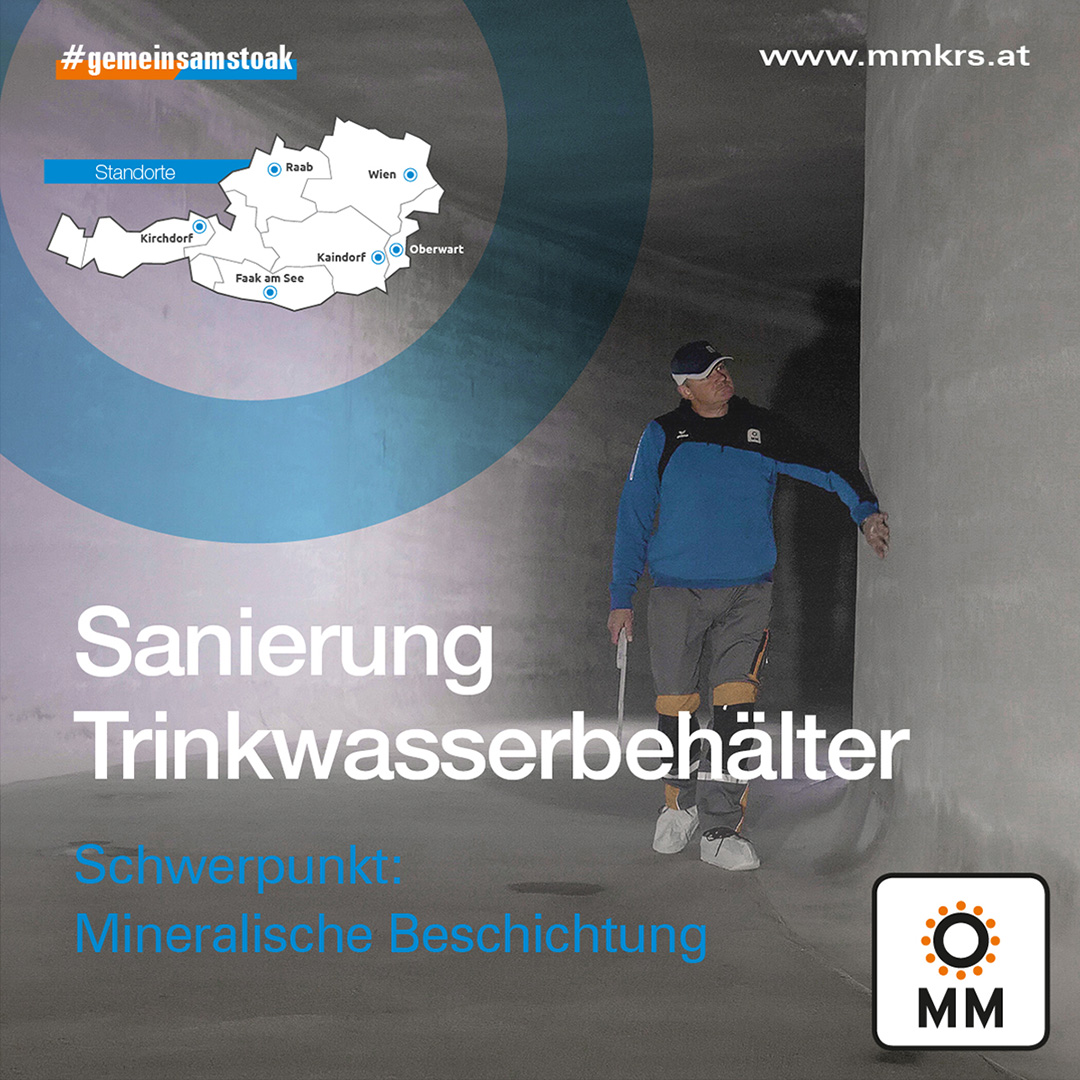 #gemeinsamstoak
www.mmkrs.at
Standorte
Raab
Wien
Kirchdorf
Kaindorf
Oberwart
Faak am See
Sanierung
Trinkwasserbehälter
Schwerpunkt:
Mineralische Beschichtung
MM